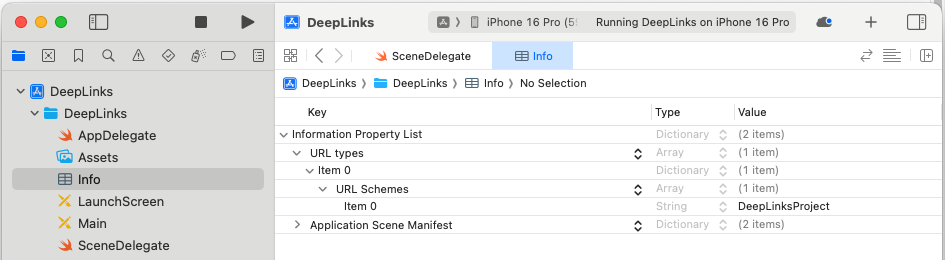 DeepLinks
iPhone 16 Pro (5
Running DeepLinks on iPhone 16 Pro
SceneDelegate
Info
DeepLinks
DeepLinks
DeepLinks
Info
No Selection
DeepLinks
AppDelegate
Assets
Info
LaunchScreen
Main
SceneDelegate
Key Type Value
Information Property List Dictionary (2 items)
URL types Array (1 item)
Item 0 Dictionary (1 item)
URL Schemes Array (1 item)
Item 0 String DeepLinksProject
Application Scene Manifest Dictionary (2 items)